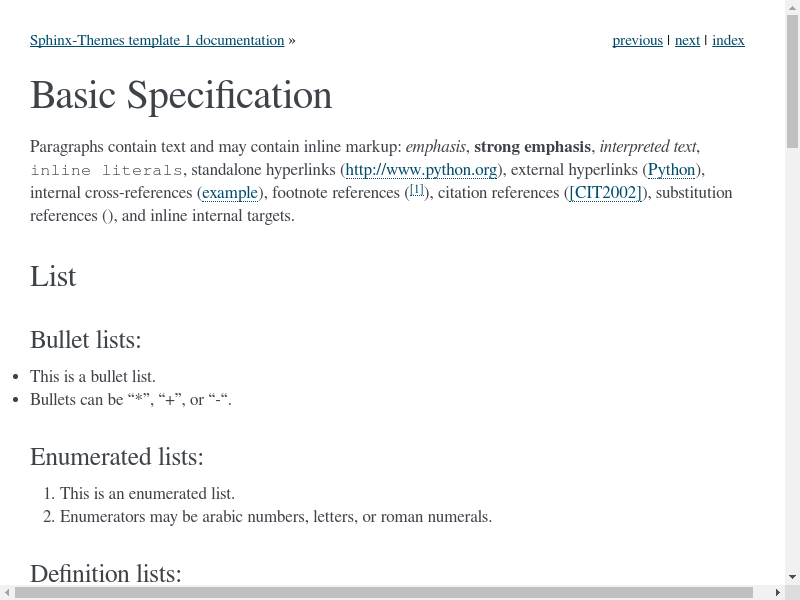 Sphinx-Themes template 1 documentation » previous | next | index
Basic Specification
Paragraphs contain text and may contain inline markup: emphasis, strong emphasis, interpreted text,
inline literals, standalone hyperlinks (http://www.python.org), external hyperlinks (Python),
internal cross-references (example), footnote references ([1]), citation references ([CIT2002]), substitution
references (), and inline internal targets.
List
Bullet lists:
• This is a bullet list.
• Bullets can be “*”, “+”, or “-“.
Enumerated lists:
1. This is an enumerated list.
2. Enumerators may be arabic numbers, letters, or roman numerals.
Definition lists: